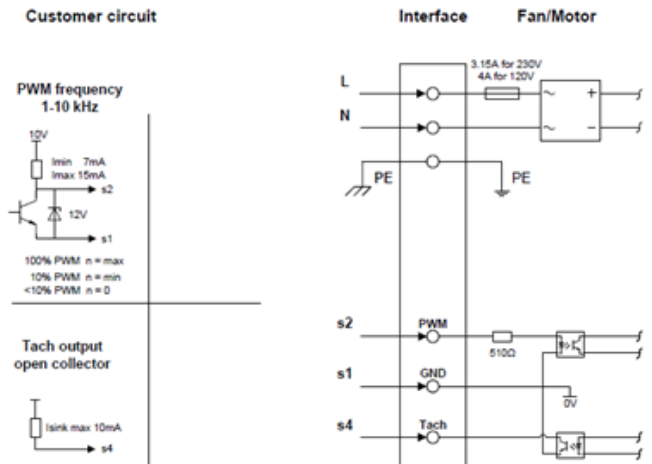 Customer circuit
Interface
Fan/Motor
PWM frequency
1-10 kHz
10V
Imin 7mA
Imax 15mA
s2
12V
s1
100% PWM n = max
10% PWM n = min
<10% PWM n = 0
Tach output
open collector
Isink max 10mA
s4
3.15A for 230V
4A for 120V
L
N
+
~
~
−
PE
PE
s2
PWM
510Ω
s1
GND
0V
s4
Tach